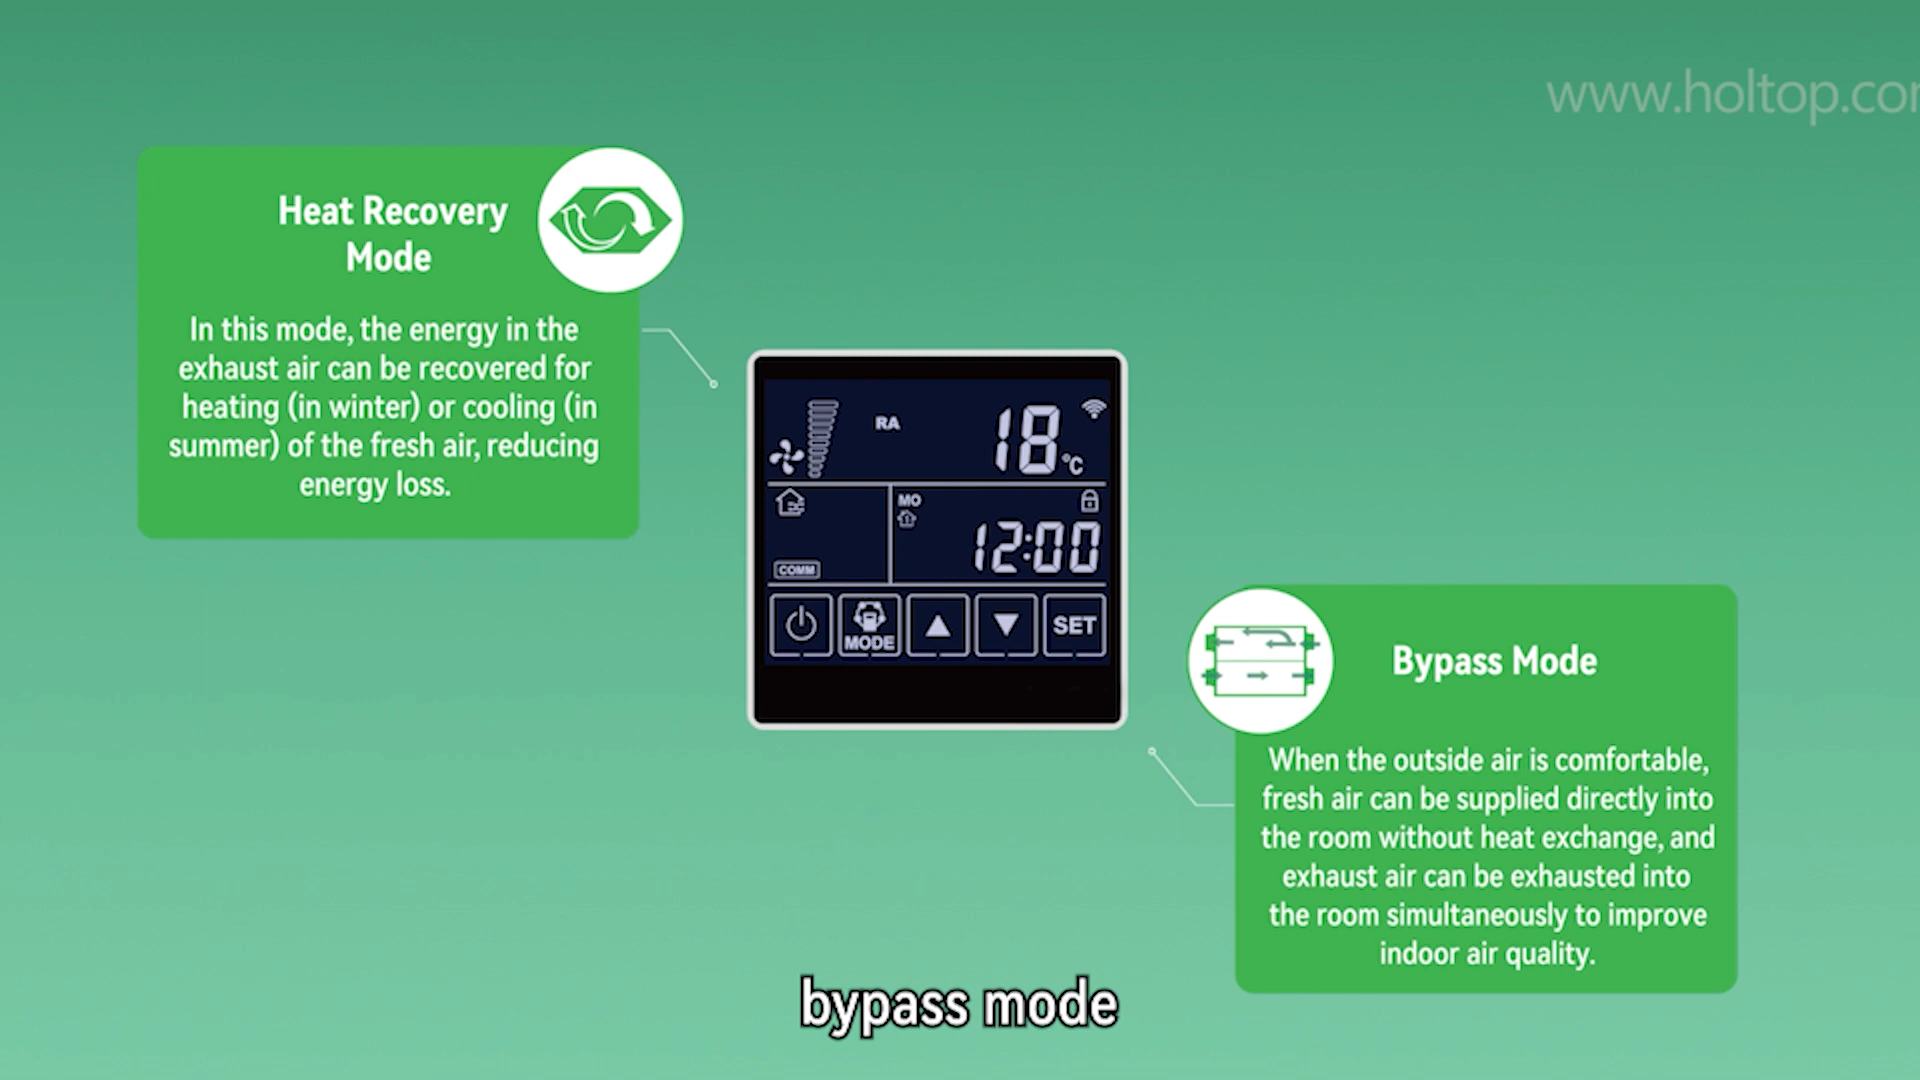 www.holtop.com
Heat Recovery
Mode
In this mode, the energy in the
exhaust air can be recovered for
heating (in winter) or cooling (in
summer) of the fresh air, reducing
energy loss.
RA
18 °C
MO
1
12:00
COMM
MODE
SET
Bypass Mode
When the outside air is comfortable,
fresh air can be supplied directly into
the room without heat exchange, and
exhaust air can be exhausted into
the room simultaneously to improve
indoor air quality.
bypass mode